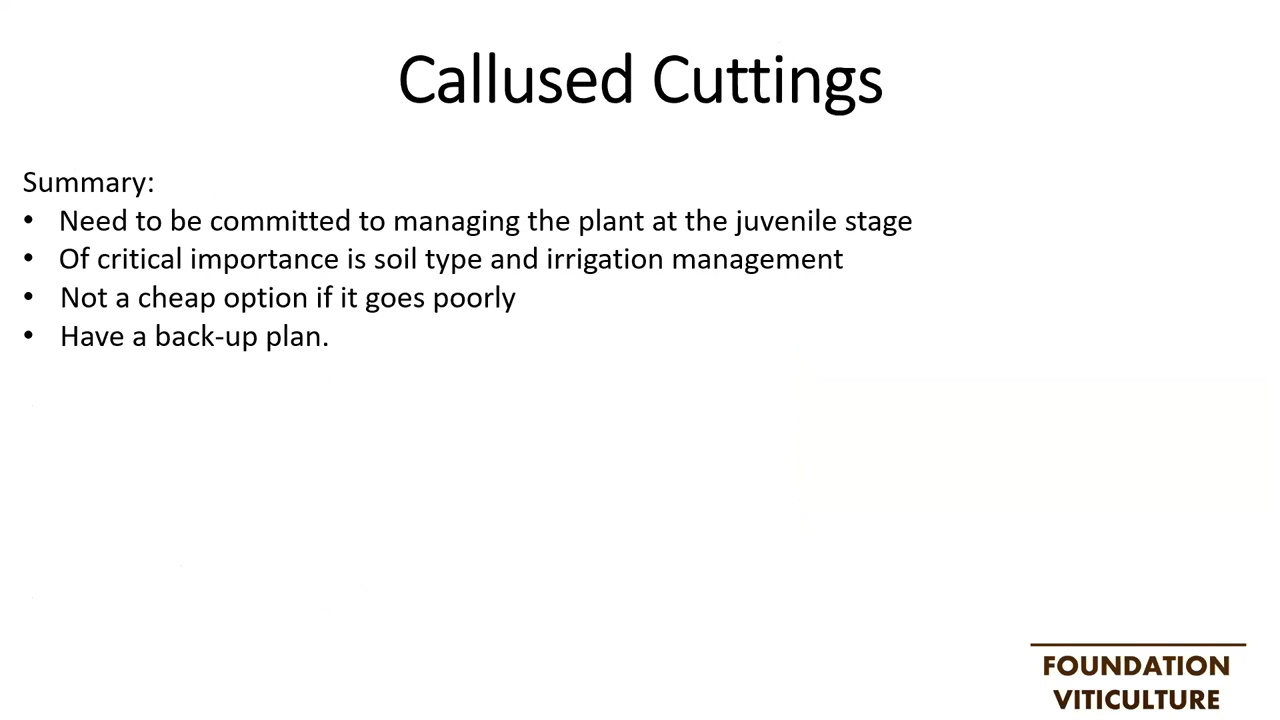 Callused Cuttings
Summary:
• Need to be committed to managing the plant at the juvenile stage
• Of critical importance is soil type and irrigation management
• Not a cheap option if it goes poorly
• Have a back-up plan.
FOUNDATION
VITICULTURE